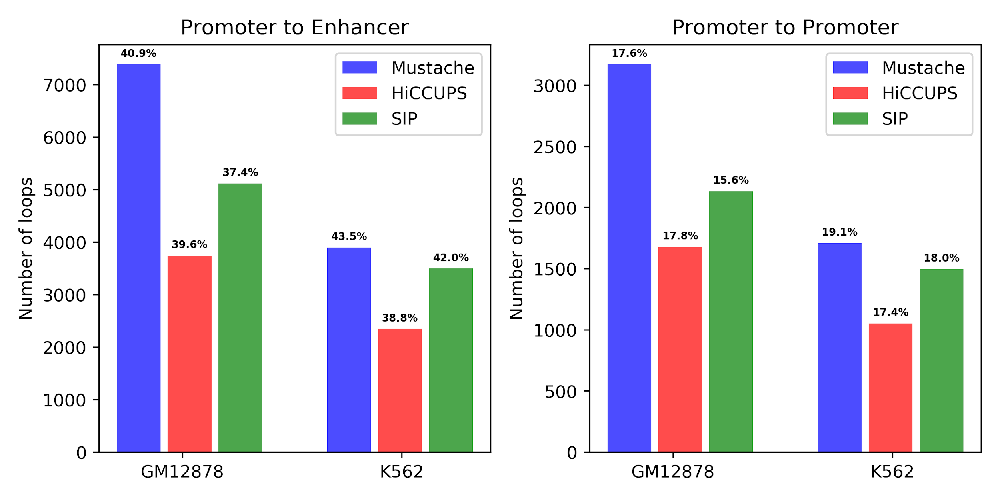 Promoter to Enhancer
Number of loops
7000
6000
5000
4000
3000
2000
1000
0
40.9%
39.6%
37.4%
43.5%
38.8%
42.0%
Mustache
HiCCUPS
SIP
GM12878
K562
Promoter to Promoter
Number of loops
3000
2500
2000
1500
1000
500
0
17.6%
17.8%
15.6%
19.1%
17.4%
18.0%
Mustache
HiCCUPS
SIP
GM12878
K562